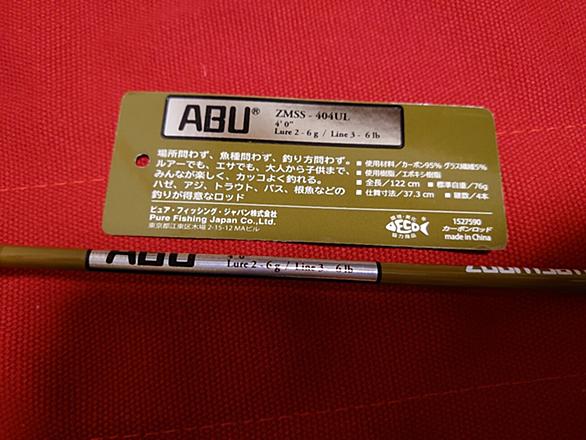 ABU® ZMSS - 404UL
4' 0"
Lure 2 - 6 g / Line 3 - 6 lb
場所問わず、魚種問わず、釣り方問わず。
ルアーでも、エサでも、大人から子供まで、
みんなが楽しく、カッコよく釣れる。
ハゼ、アジ、トラウト、バス、根魚などの
釣りが得意なロッド
ピュア・フィッシング・ジャパン株式会社
Pure Fishing Japan Co., Ltd.
東京都江東区木場 2-15-12 MAビル
■ 使用材料/カーボン95% グラス繊維5%
■ 使用樹脂/エポキシ樹脂
■ 全長/122 cm ■ 標準自重/76g
■ 仕舞寸法/37.3 cm ■ 継数/4本
ECO
1527590
カーボンロッド
made in China
ABU
Lure 2 - 6 g / Line 3 - 6 lb